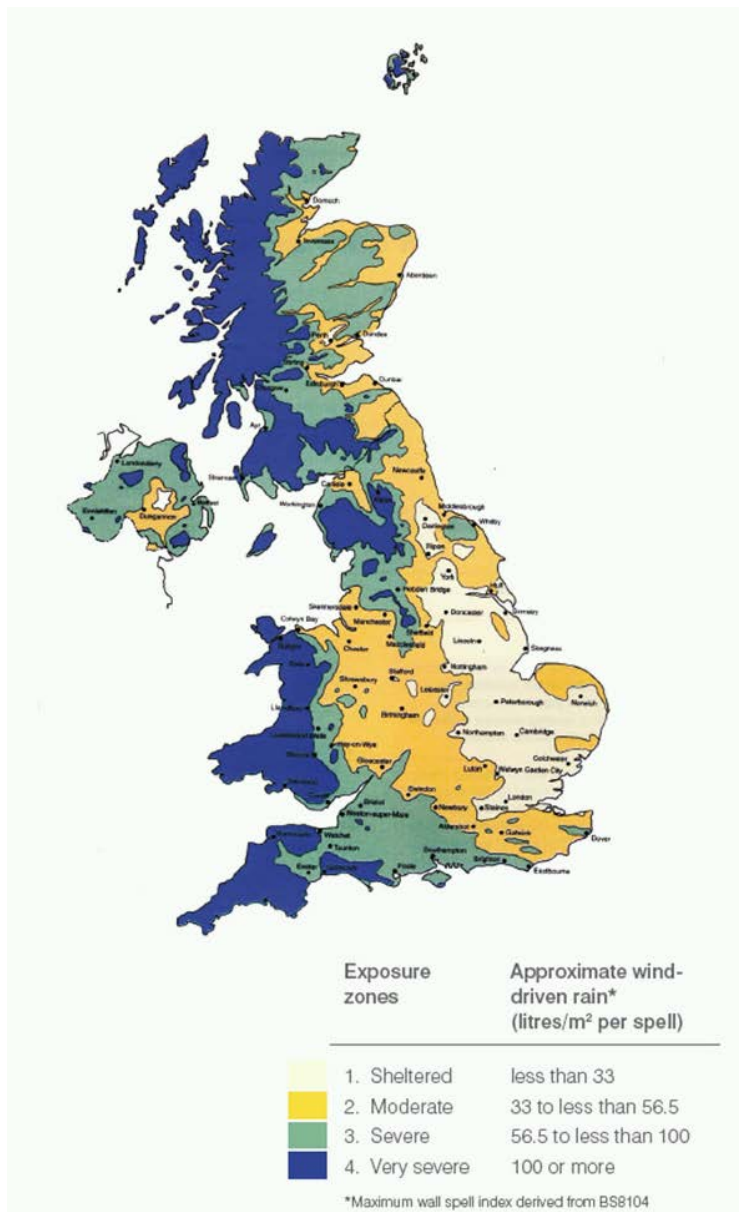 Dornoch
Inverness
Aberdeen
Perth
Dundee
Stirling
Edinburgh
Dunbar
Glasgow
Ayr
Londonderry
Stranraer
Newcastle
Carlisle
Enniskillen
Belfast
Dungannon
Workington
Middlesbrough
Whitby
Darlington
Ripon
York
Hull
Hebden Bridge
Skelmersdale
Doncaster
Grimsby
Colwyn Bay
Manchester
Sheffield
Macclesfield
Lincoln
Skegness
Chester
Nottingham
Stafford
Shrewsbury
Leicester
Norwich
Peterborough
Birmingham
Northampton
Cambridge
Hay-on-Wye
Colchester
Gloucester
Luton
Welwyn Garden City
Swindon
London
Bristol
Newbury
Staines
Weston-super-Mare
Aldershot
Gatwick
Dover
Watchet
Taunton
Southampton
Brighton
Exeter
Poole
Eastbourne
Exposure zones
Approximate wind-
driven rain*
(litres/m² per spell)
1. Sheltered less than 33
2. Moderate 33 to less than 56.5
3. Severe 56.5 to less than 100
4. Very severe 100 or more
*Maximum wall spell index derived from BS8104